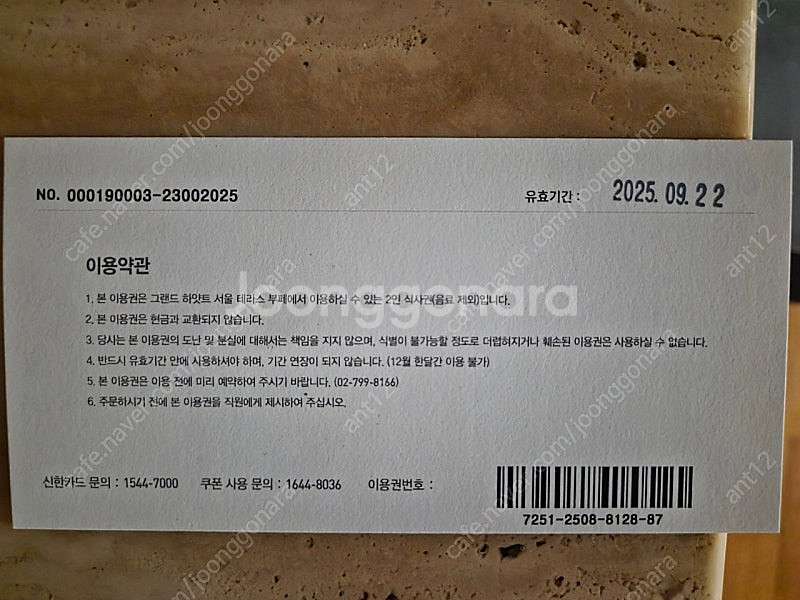 NO. 000190003-23002025
유효기간 : 2025. 09. 22
이용약관
1. 본 이용권은 그랜드 하얏트 서울 테라스 부페에서 이용하실 수 있는 2인 식사권(음료 제외)입니다.
2. 본 이용권은 현금과 교환되지 않습니다.
3. 당사는 본 이용권의 도난 및 분실에 대해서는 책임을 지지 않으며, 식별이 불가능할 정도로 더럽혀지거나 훼손된 이용권은 사용하실 수 없습니다.
4. 반드시 유효기간 안에 사용하셔야 하며, 기간 연장이 되지 않습니다. (12월 한달간 이용 불가)
5. 본 이용권은 이용 전에 미리 예약하여 주시기 바랍니다. (02-799-8166)
6. 주문하시기 전에 본 이용권을 직원에게 제시하여 주십시오.
신한카드 문의 : 1544-7000 쿠폰 사용 문의 : 1644-8036 이용권번호 :
7251-2508-8128-87
Joonggonara
cafe.naver.com/joonggonara
ant12